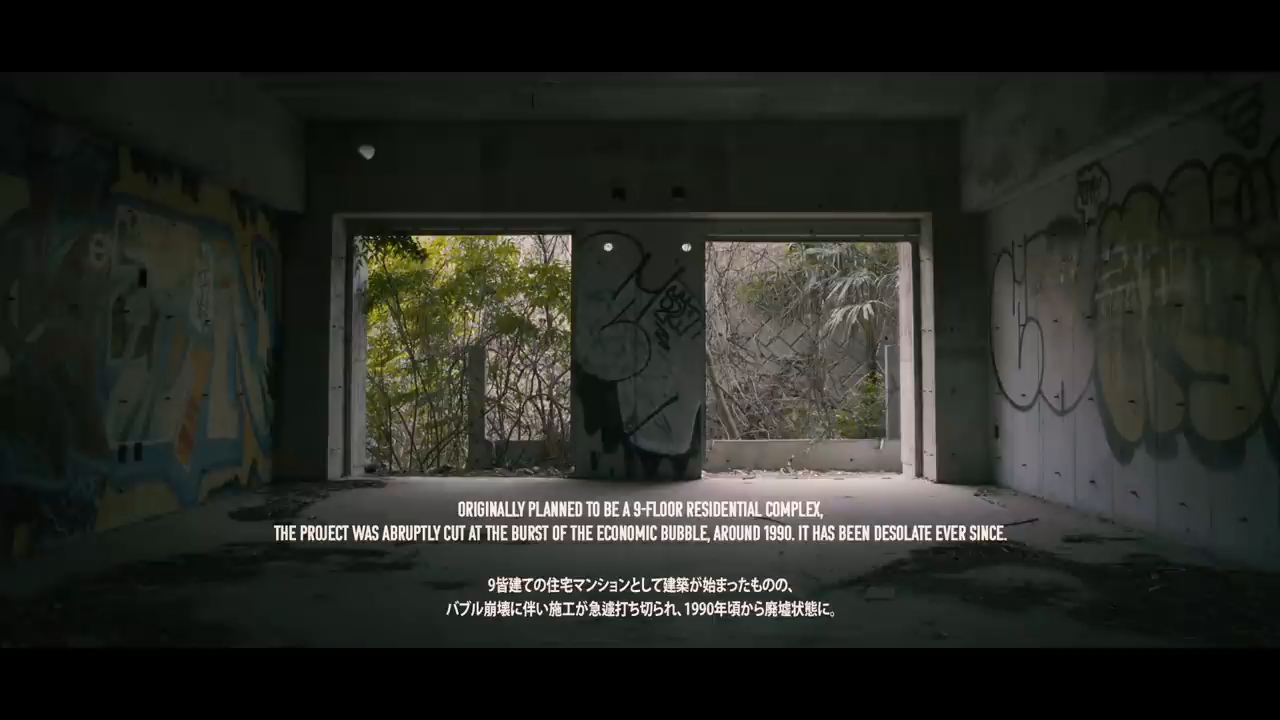 ORIGINALLY PLANNED TO BE A 9-FLOOR RESIDENTIAL COMPLEX,
THE PROJECT WAS ABRUPTLY CUT AT THE BURST OF THE ECONOMIC BUBBLE, AROUND 1990. IT HAS BEEN DESOLATE EVER SINCE.
9皆建ての住宅マンションとして建築が始まったものの、
バブル崩壊に伴い施工が急遽打ち切られ、1990年頃から廃墟状態に。